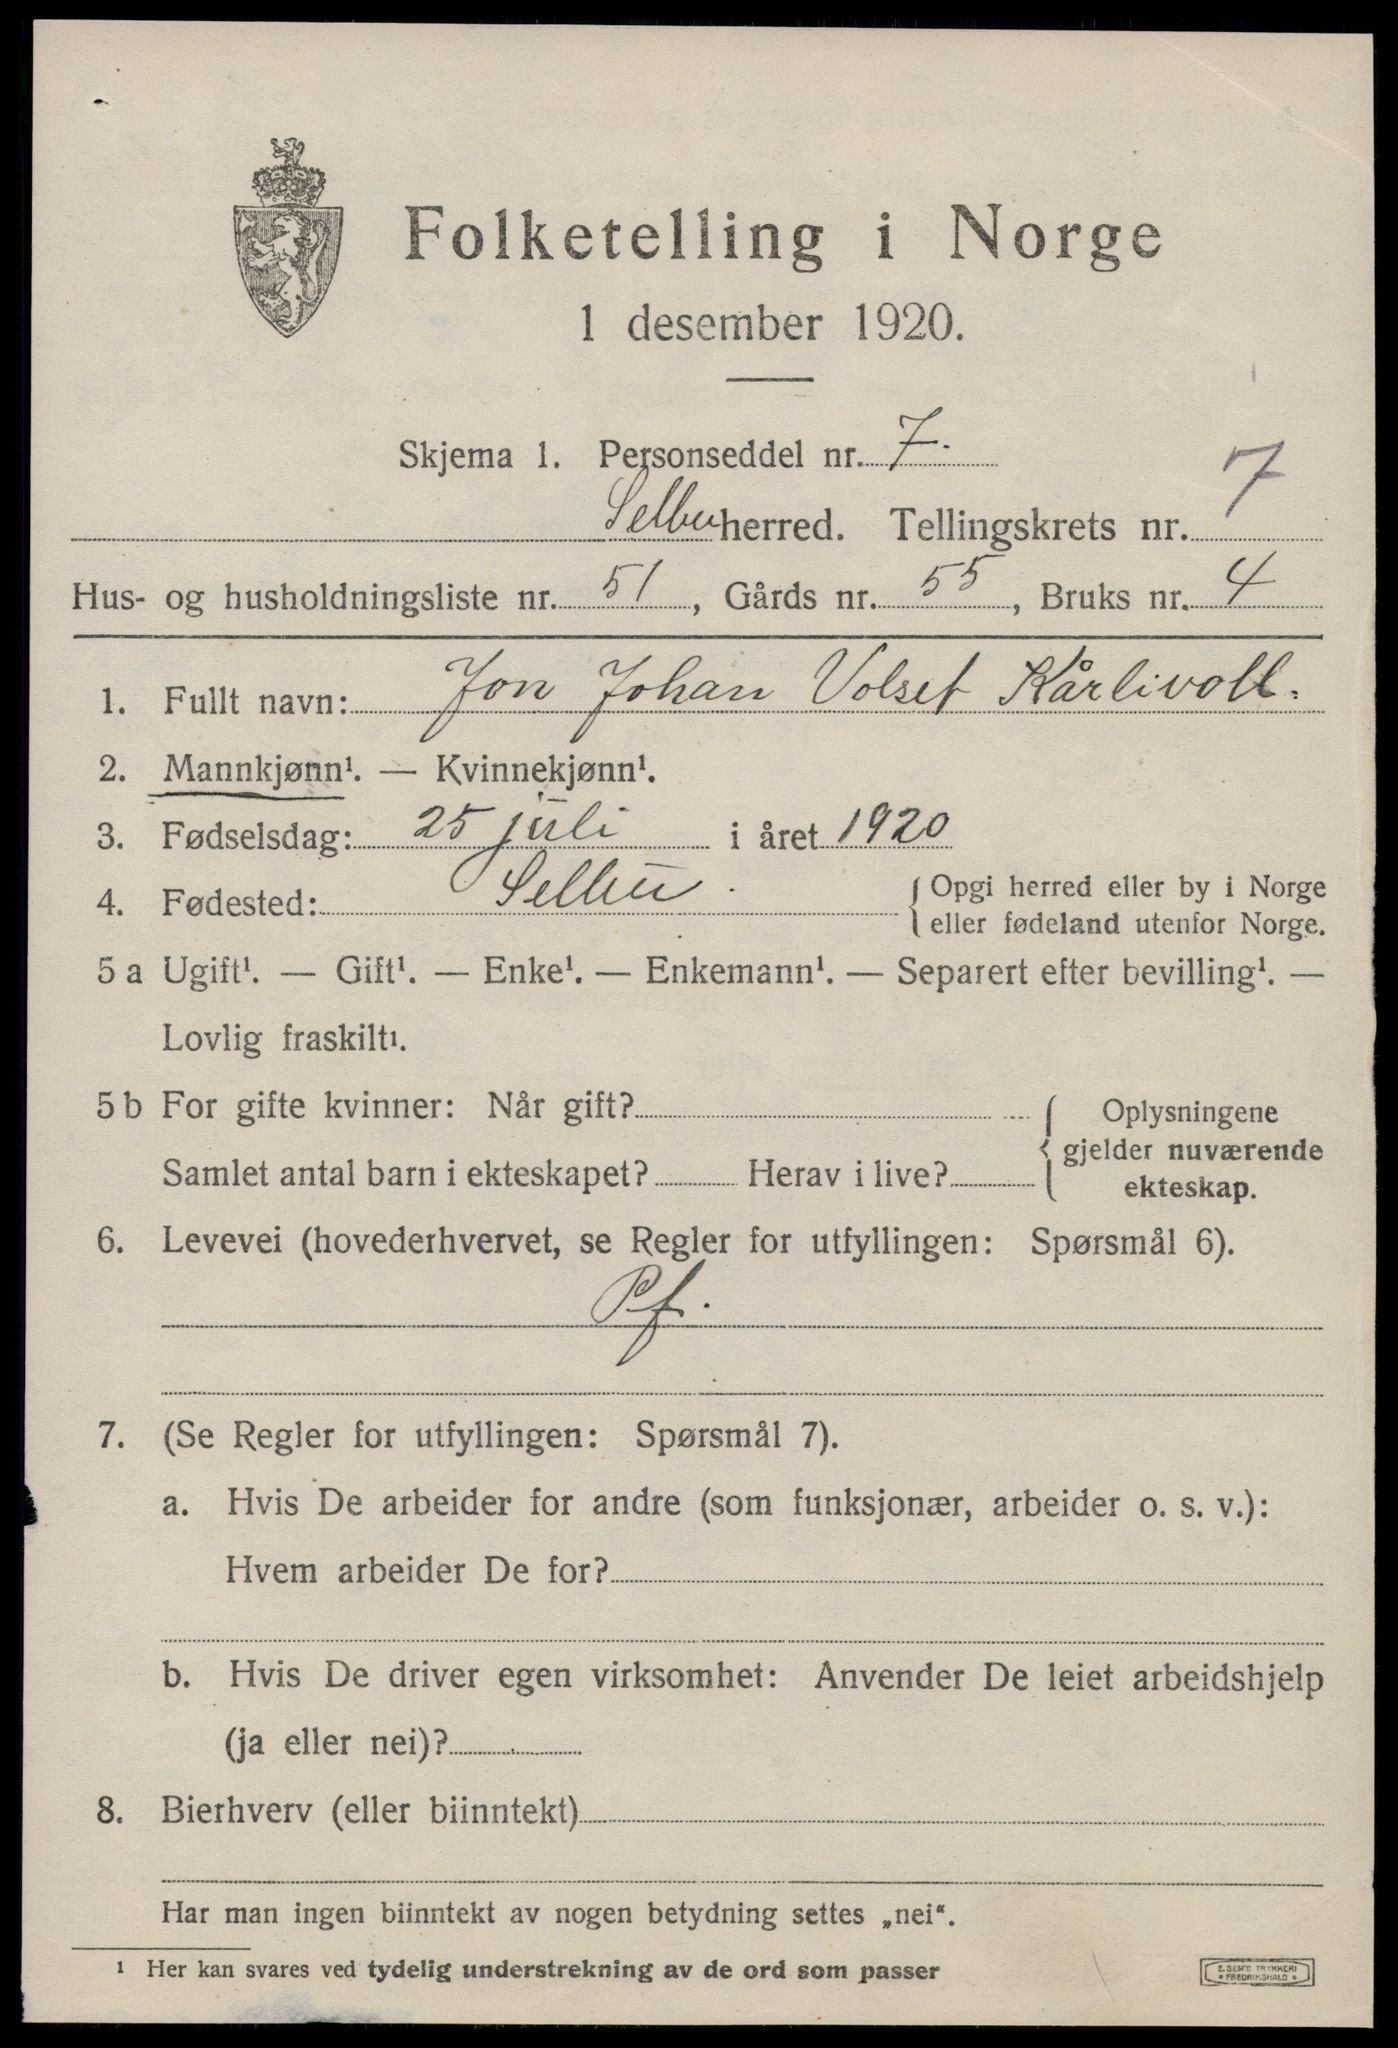 Folketelling i Norge
1 desember 1920.
Skjema 1. Personseddel nr. 7.
Selbu herred. Tellingskrets nr. 7
Hus- og husholdningsliste nr. 51, Gårds nr. 55, Bruks nr. 4
1. Fullt navn: Jon Johan Volset Kårlivoll.
2. Mannkjønn¹. — Kvinnekjønn¹.
3. Fødselsdag: 25 juli i året 1920
4. Fødested: Selbu. { Opgi herred eller by i Norge
eller fødeland utenfor Norge.
5 a Ugift¹. — Gift¹. — Enke¹. — Enkemann¹. — Separert efter bevilling¹. —
Lovlig fraskilt¹.
5 b For gifte kvinner: Når gift? { Oplysningene
gjelder nuværende
Samlet antal barn i ekteskapet? Herav i live?
ekteskap.
6. Levevei (hovederhvervet, se Regler for utfyllingen: Spørsmål 6).
Pf.
7. (Se Regler for utfyllingen: Spørsmål 7).
a. Hvis De arbeider for andre (som funksjonær, arbeider o. s. v.):
Hvem arbeider De for?
b. Hvis De driver egen virksomhet: Anvender De leiet arbeidshjelp
(ja eller nei)?
8. Bierhverv (eller biinntekt)
Har man ingen biinntekt av nogen betydning settes „nei“.
¹ Her kan svares ved tydelig understrekning av de ord som passer
E. SEM'S TRYKKERI
• FREDRIKSHALD •